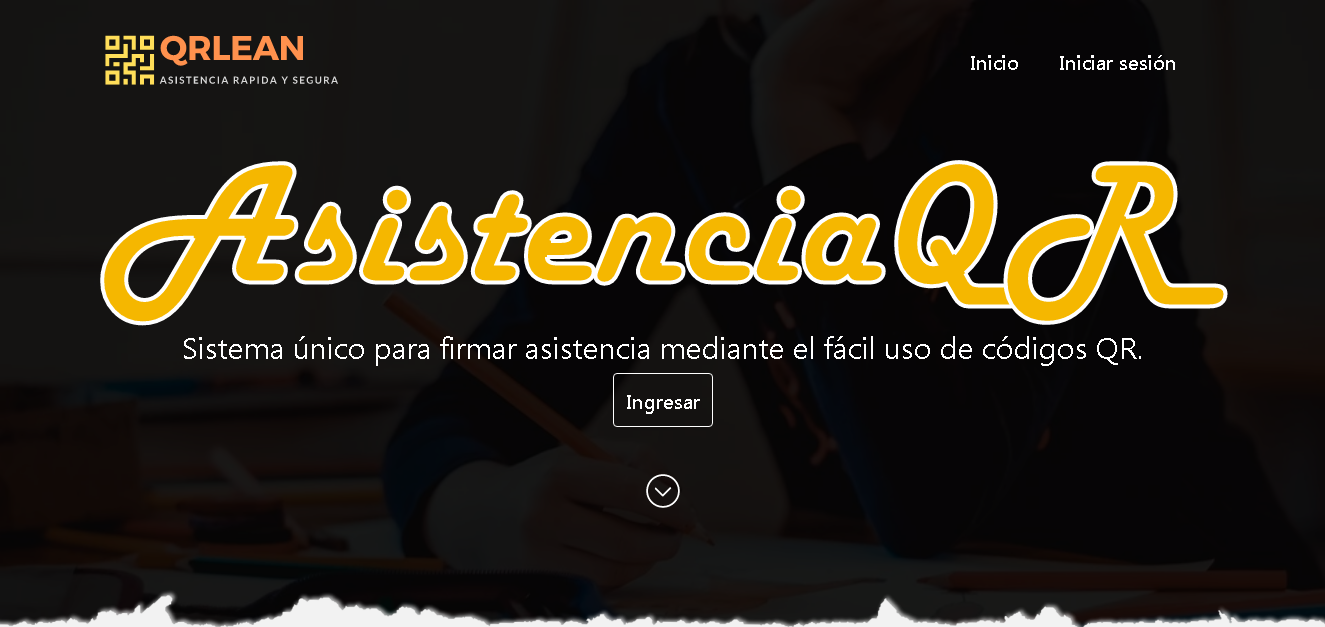 QRLEAN
ASISTENCIA RAPIDA Y SEGURA
Inicio Iniciar sesión
AsistenciaQR
Sistema único para firmar asistencia mediante el fácil uso de códigos QR.
Ingresar